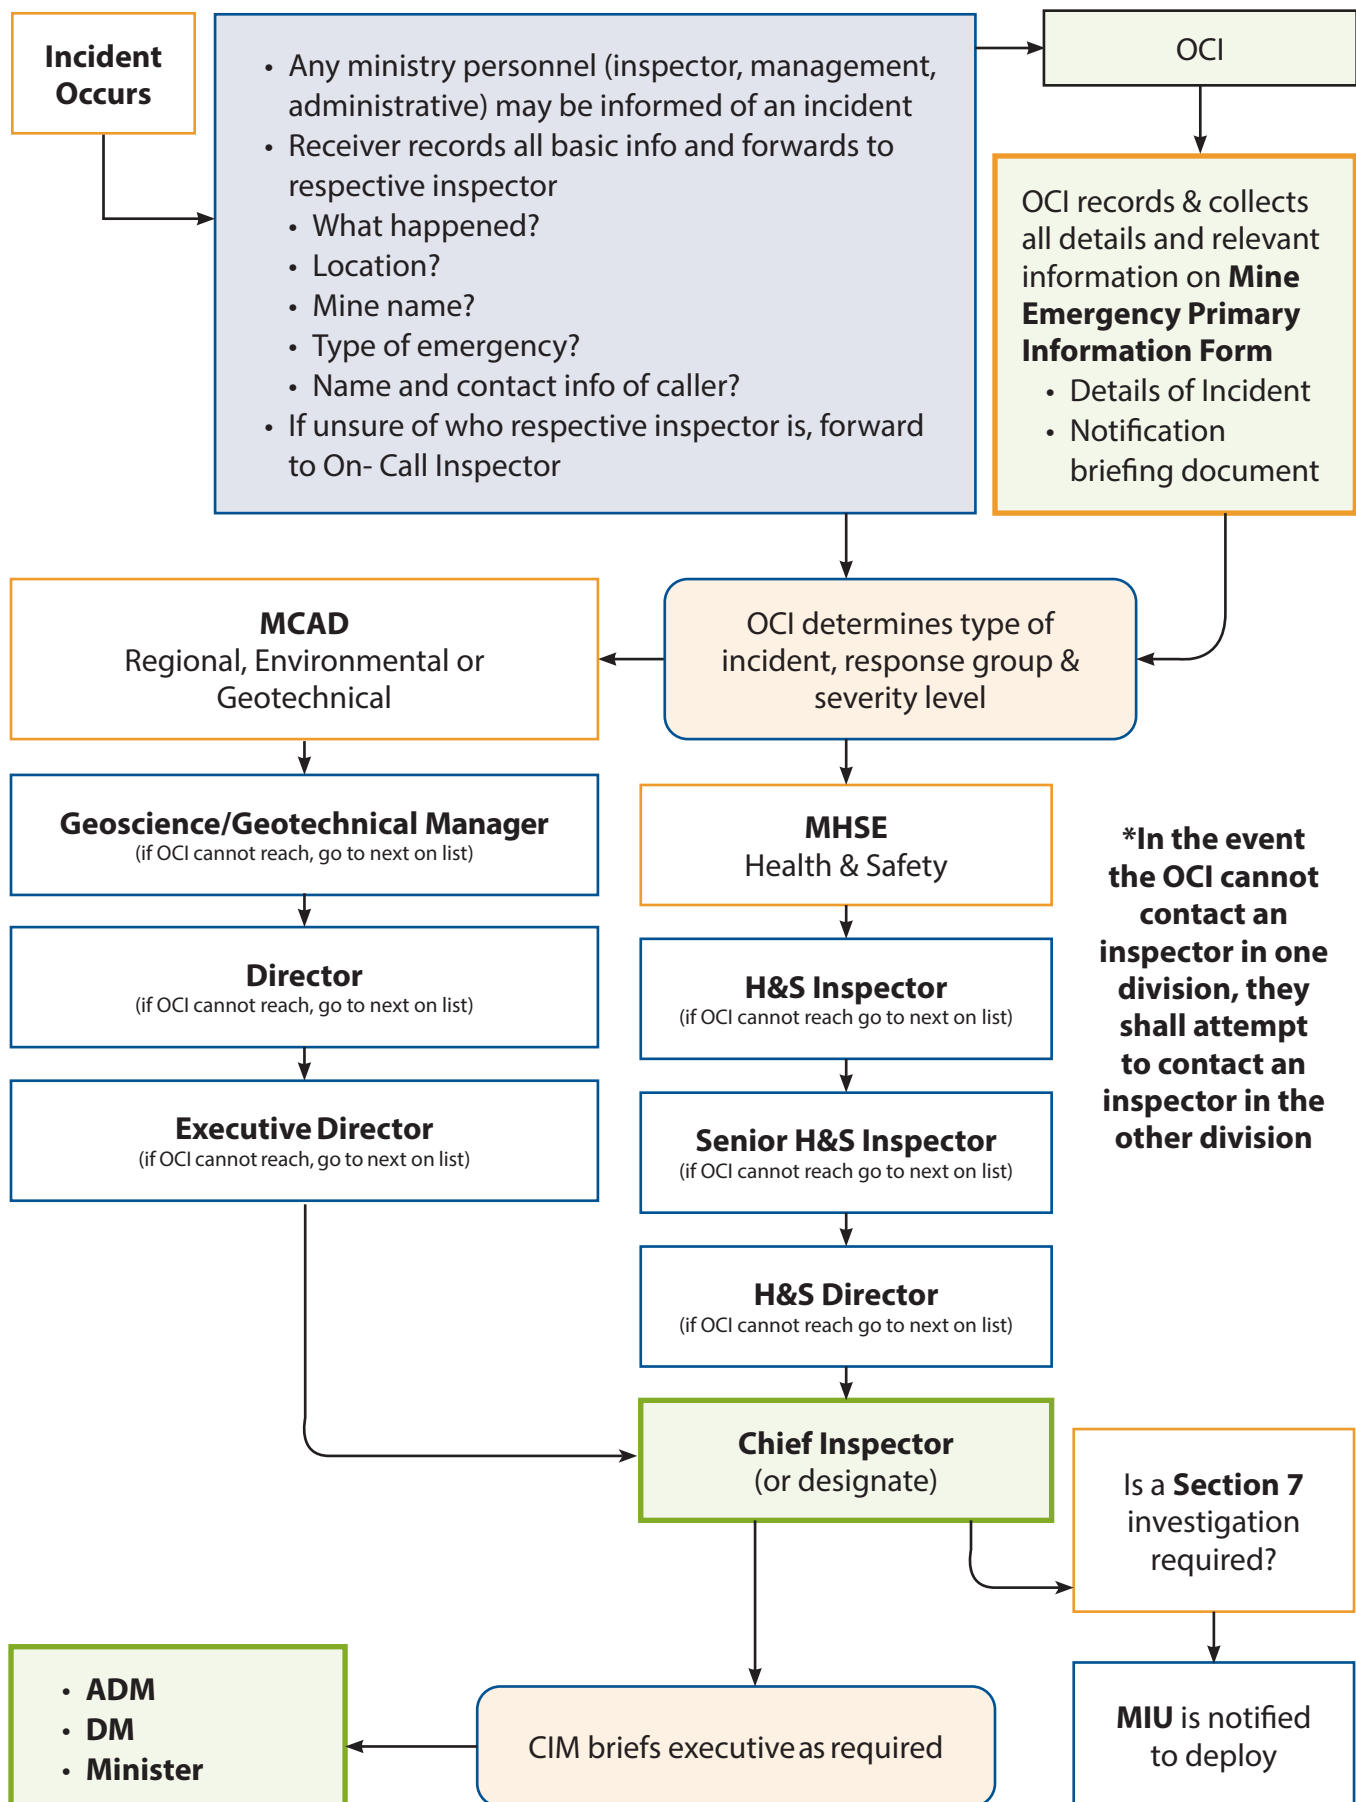 Incident
Occurs
• Any ministry personnel (inspector, management,
administrative) may be informed of an incident
• Receiver records all basic info and forwards to
respective inspector
• What happened?
• Location?
• Mine name?
• Type of emergency?
• Name and contact info of caller?
• If unsure of who respective inspector is, forward
to On- Call Inspector
OCI
OCI records & collects
all details and relevant
information on Mine
Emergency Primary
Information Form
• Details of Incident
• Notification
briefing document
OCI determines type of
incident, response group &
severity level
MCAD
Regional, Environmental or
Geotechnical
Geoscience/Geotechnical Manager
(if OCI cannot reach, go to next on list)
Director
(if OCI cannot reach, go to next on list)
Executive Director
(if OCI cannot reach, go to next on list)
MHSE
Health & Safety
H&S Inspector
(if OCI cannot reach go to next on list)
Senior H&S Inspector
(if OCI cannot reach go to next on list)
H&S Director
(if OCI cannot reach go to next on list)
*In the event
the OCI cannot
contact an
inspector in one
division, they
shall attempt
to contact an
inspector in the
other division
Chief Inspector
(or designate)
Is a Section 7
investigation
required?
MIU is notified
to deploy
CIM briefs executive as required
• ADM
• DM
• Minister